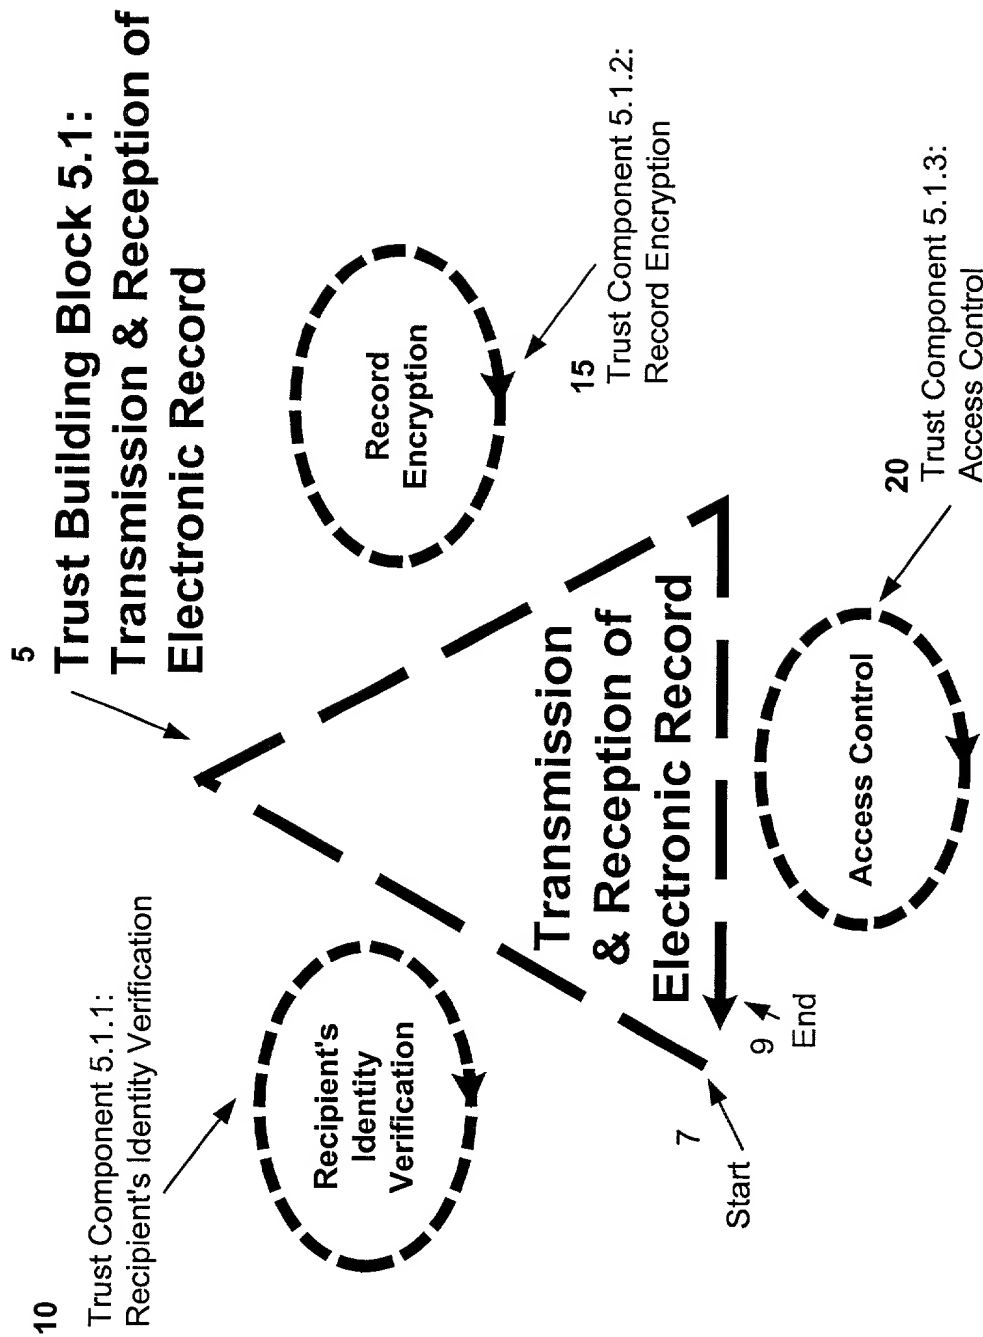 5
Trust Building Block 5.1:
Transmission & Reception of
Electronic Record
10
Trust Component 5.1.1:
Recipient's Identity Verification
Recipient's
Identity
Verification
Record
Encryption
15
Trust Component 5.1.2:
Record Encryption
Transmission
& Reception of
Electronic Record
7
Start
9
End
Access Control
20
Trust Component 5.1.3:
Access Control